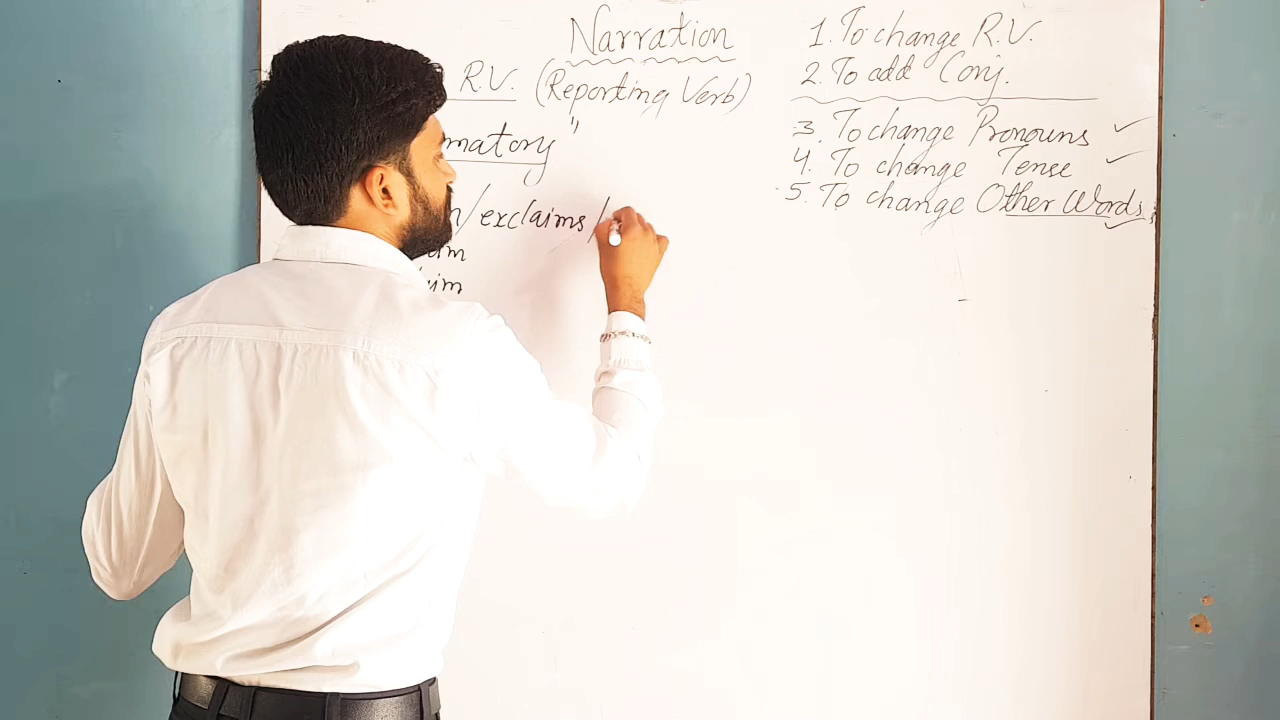 Narration
R.V. (Reporting Verb)
matory"
/exclaims /
1. To change R.V.
2. To add Conj.
3. To change Pronouns ✓
4. To change Tense ✓
5. To change Other Words ✓